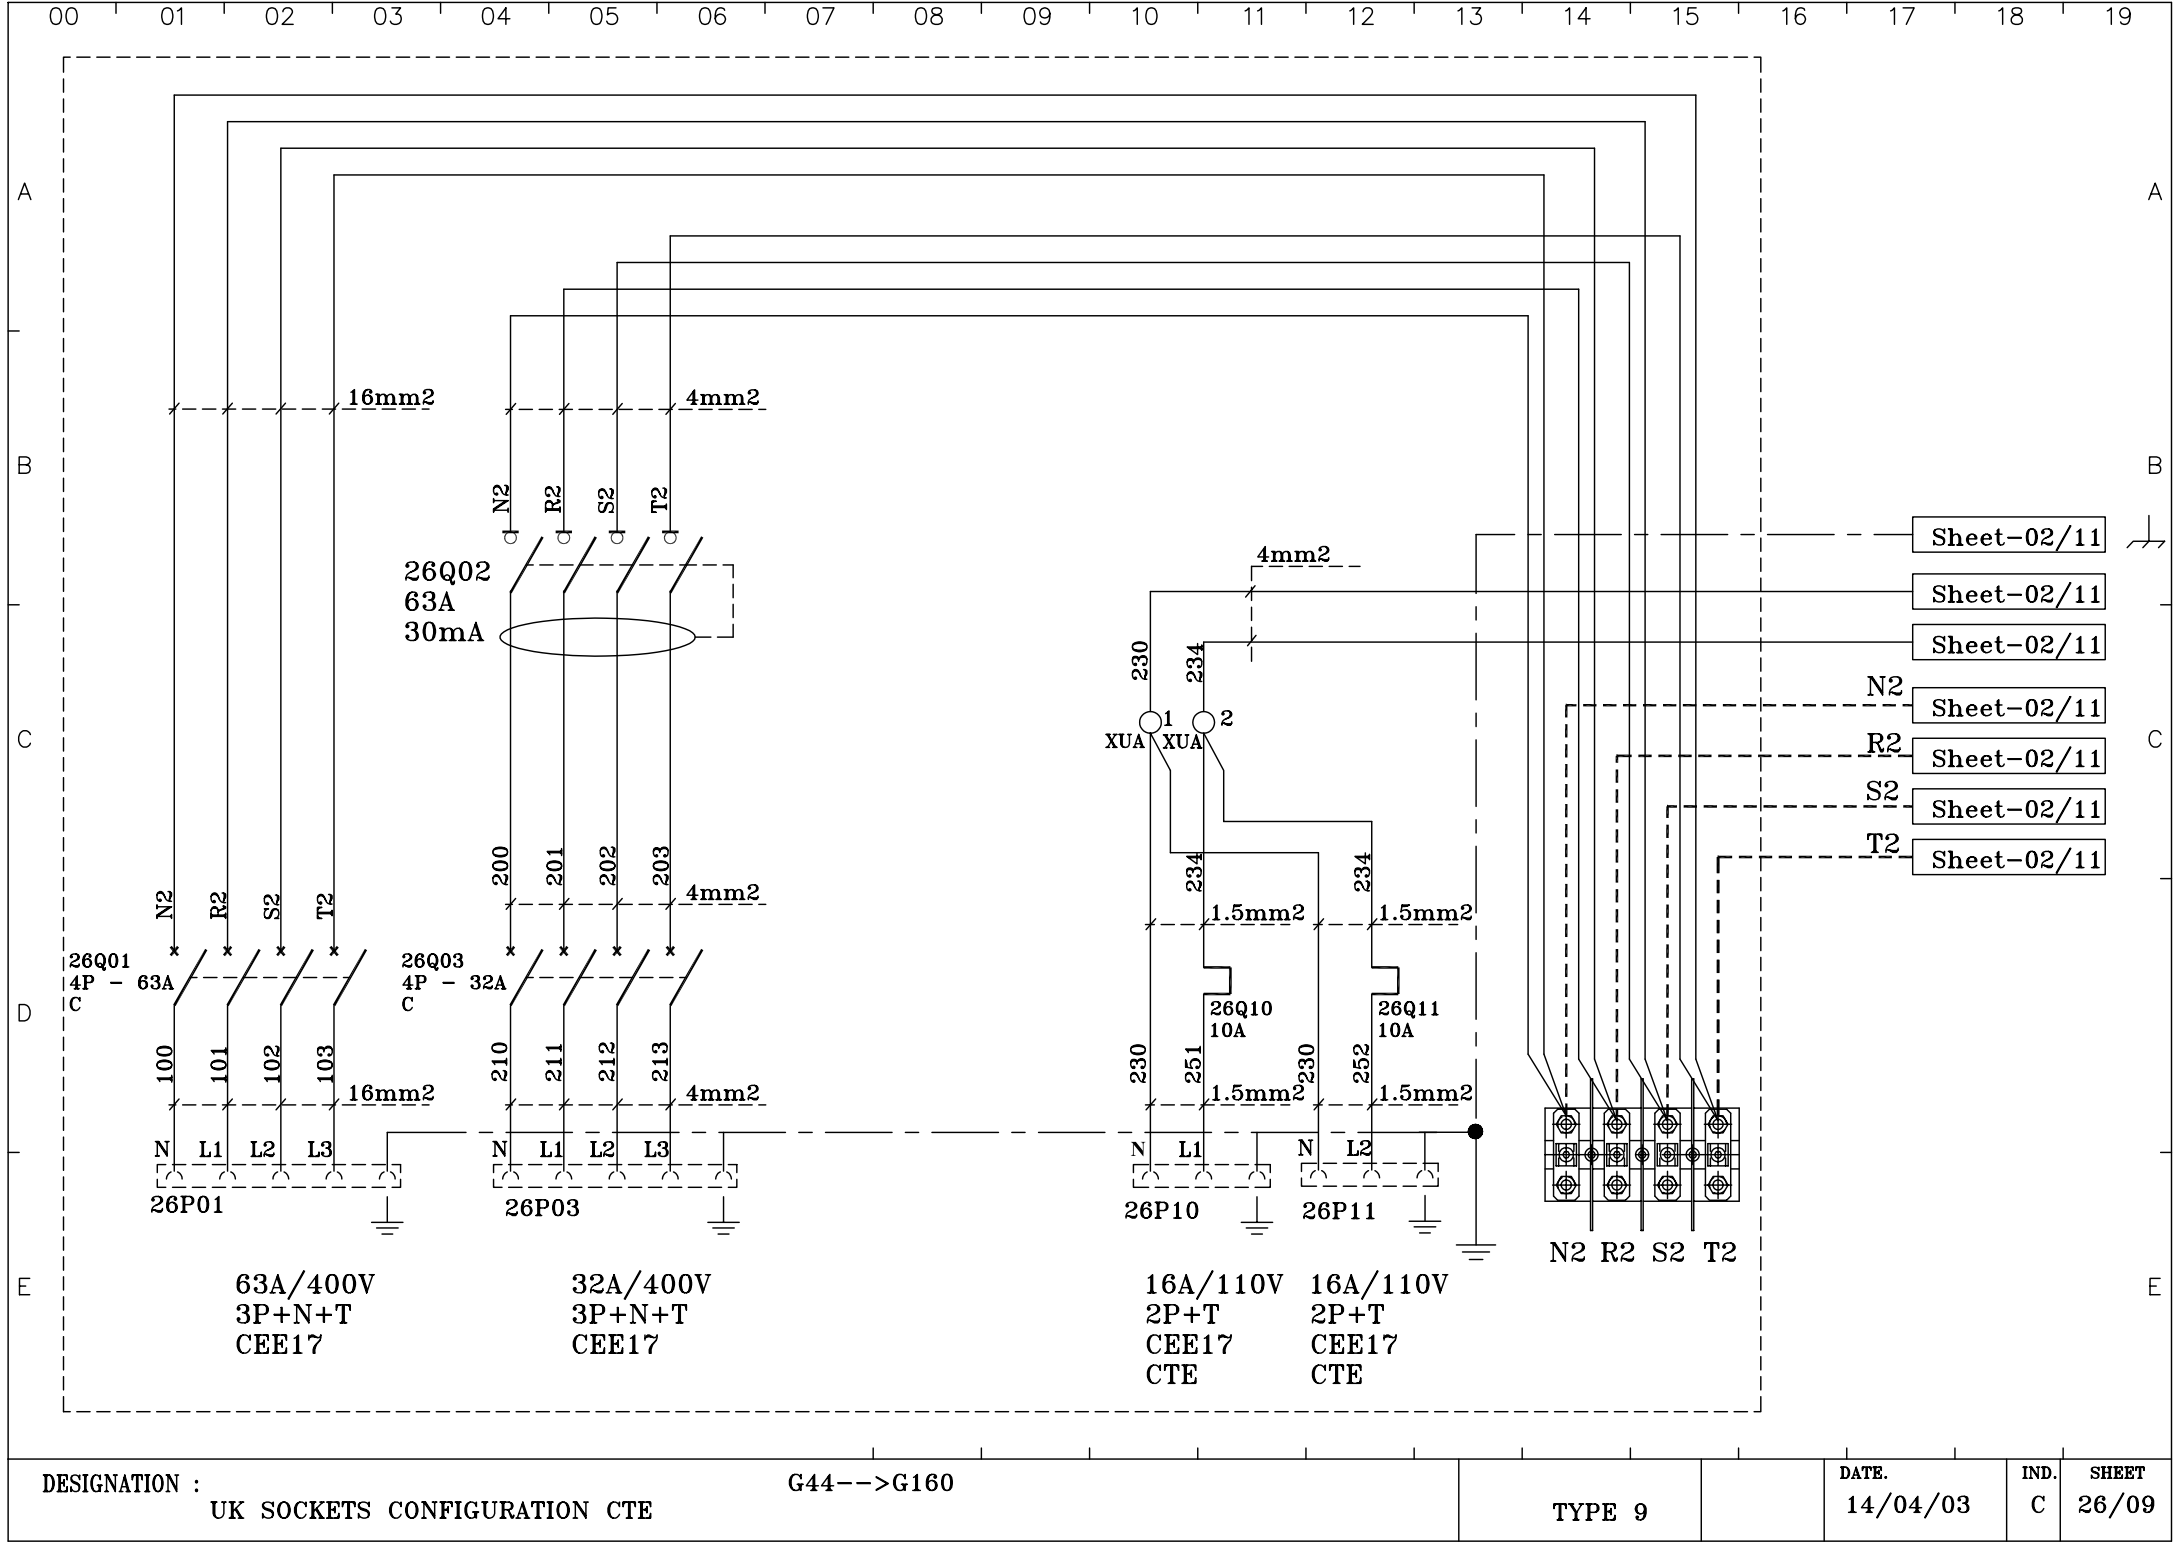 00 01 02 03 04 05 06 07 08 09 10 11 12 13 14 15 16 17 18 19
A A
16mm2 4mm2
B B
N2 R2 S2 T2
Sheet-02/11
4mm2
26Q02
63A
30mA
Sheet-02/11
Sheet-02/11
230 234
N2 Sheet-02/11
1 2
XUA XUA
C C
R2 Sheet-02/11
S2 Sheet-02/11
T2 Sheet-02/11
200 201 202 203 4mm2
234 234
N2 R2 S2 T2
1.5mm2 1.5mm2
26Q01
4P - 63A
C
26Q03
4P - 32A
C
26Q10
10A
26Q11
10A
D D
100 101 102 103 16mm2
210 211 212 213 4mm2
230 251 1.5mm2
230 252 1.5mm2
N L1 L2 L3
N L1 L2 L3
N L1
N L2
26P01 26P03 26P10 26P11
N2 R2 S2 T2
E E
63A/400V
3P+N+T
CEE17
32A/400V
3P+N+T
CEE17
16A/110V
2P+T
CEE17
CTE
16A/110V
2P+T
CEE17
CTE
DESIGNATION :
UK SOCKETS CONFIGURATION CTE
G44-->G160
TYPE 9
DATE.
14/04/03
IND.
C
SHEET
26/09